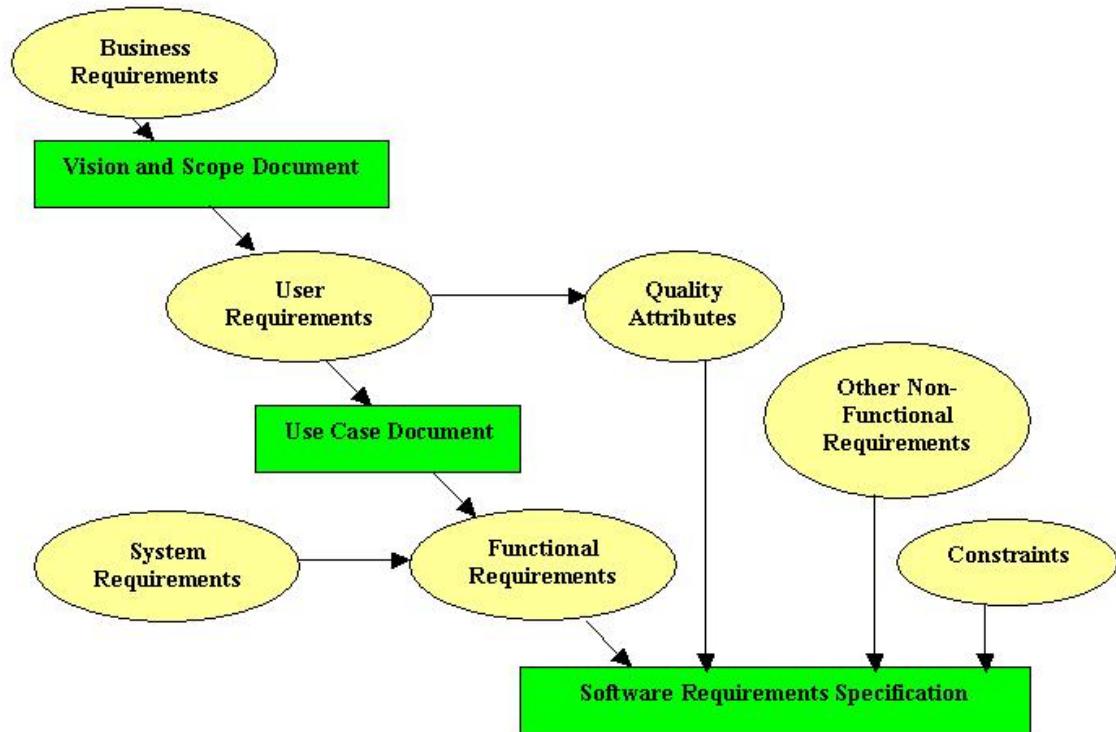 Business
Requirements
Vision and Scope Document
User
Requirements
Quality
Attributes
Other Non-
Functional
Requirements
Use Case Document
System
Requirements
Functional
Requirements
Constraints
Software Requirements Specification